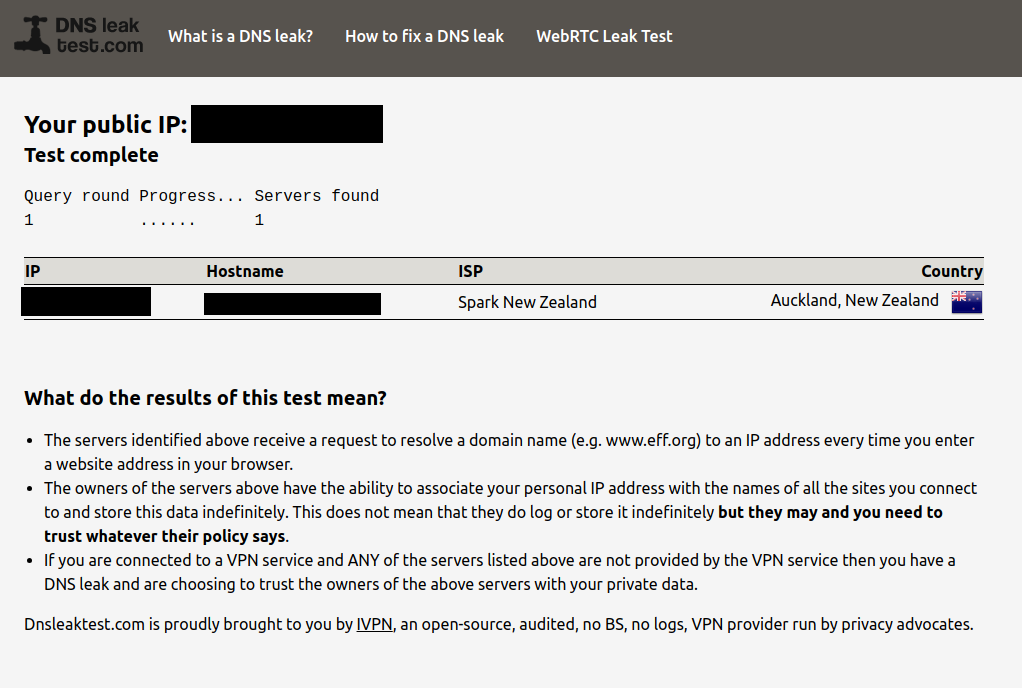 DNS leak
test.com
What is a DNS leak? How to fix a DNS leak WebRTC Leak Test
Your public IP:
Test complete
Query round Progress... Servers found
1 ...... 1
IP Hostname ISP Country
Spark New Zealand Auckland, New Zealand
What do the results of this test mean?
• The servers identified above receive a request to resolve a domain name (e.g. www.eff.org) to an IP address every time you enter
a website address in your browser.
• The owners of the servers above have the ability to associate your personal IP address with the names of all the sites you connect
to and store this data indefinitely. This does not mean that they do log or store it indefinitely but they may and you need to
trust whatever their policy says.
• If you are connected to a VPN service and ANY of the servers listed above are not provided by the VPN service then you have a
DNS leak and are choosing to trust the owners of the above servers with your private data.
Dnsleaktest.com is proudly brought to you by IVPN, an open-source, audited, no BS, no logs, VPN provider run by privacy advocates.